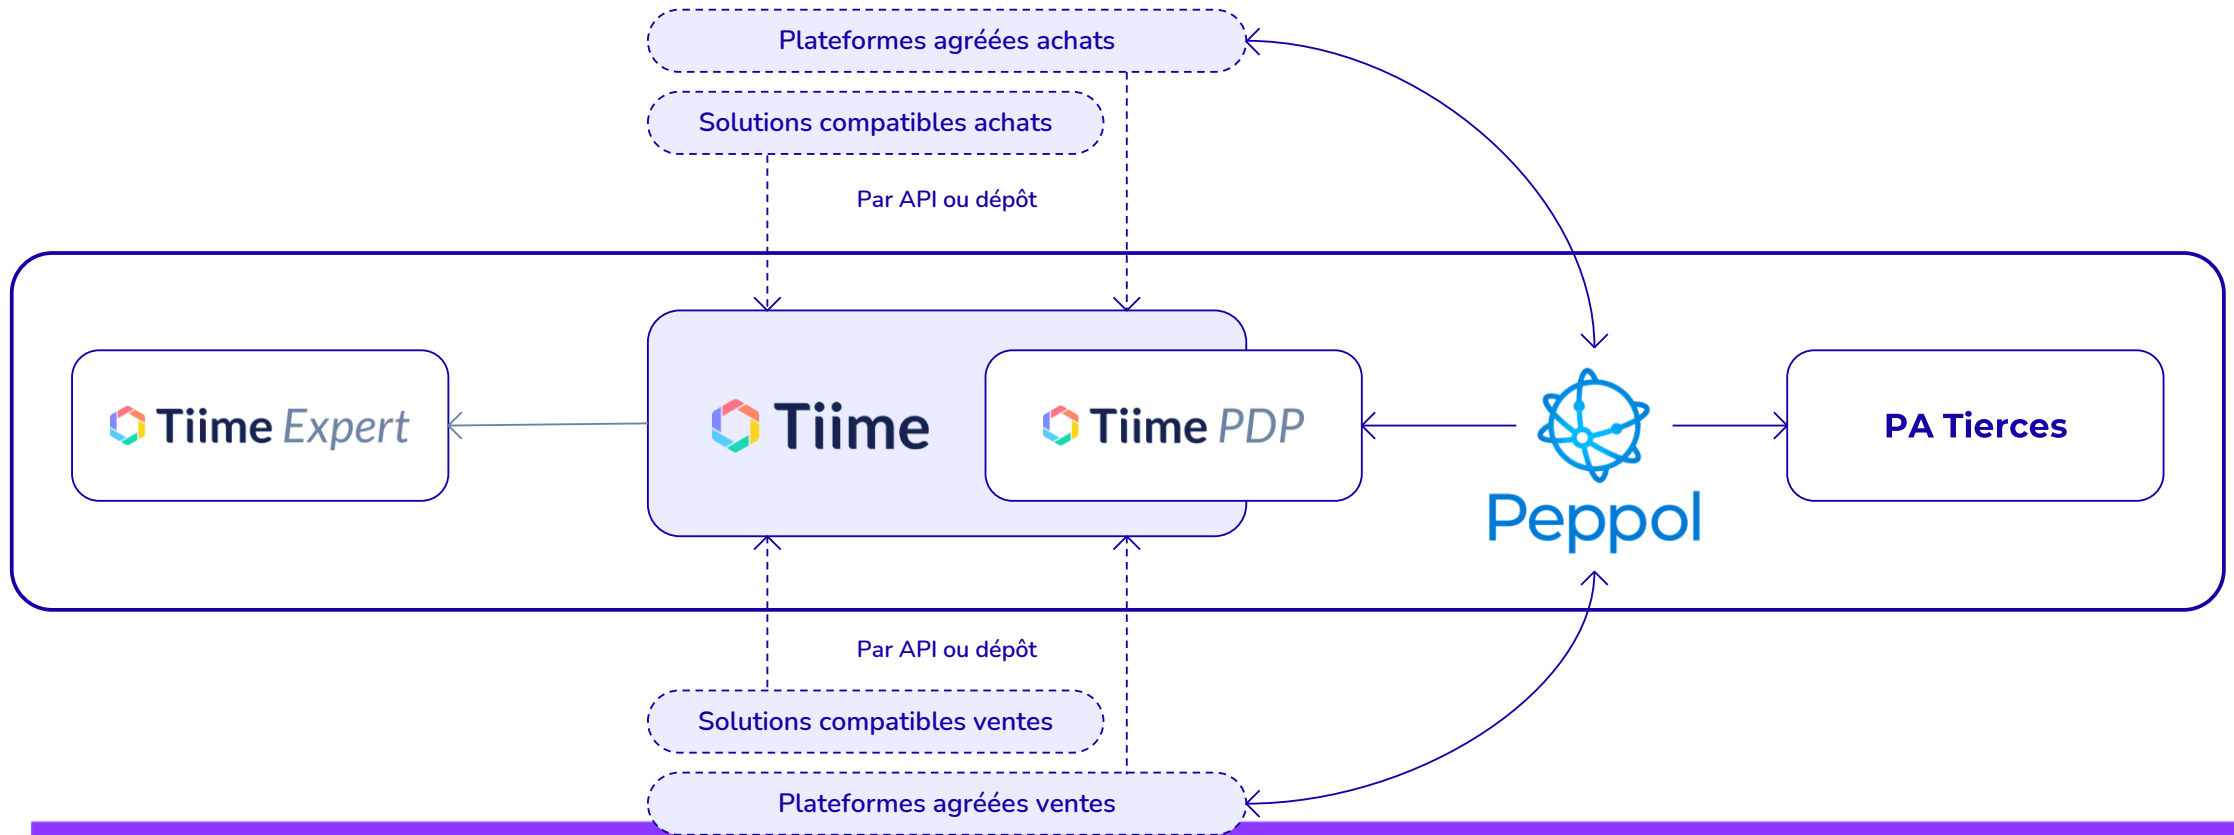 Plateformes agréées achats
Solutions compatibles achats
Par API ou dépôt
Tiime Expert
Tiime
Tiime PDP
Peppol
PA Tierces
Par API ou dépôt
Solutions compatibles ventes
Plateformes agréées ventes